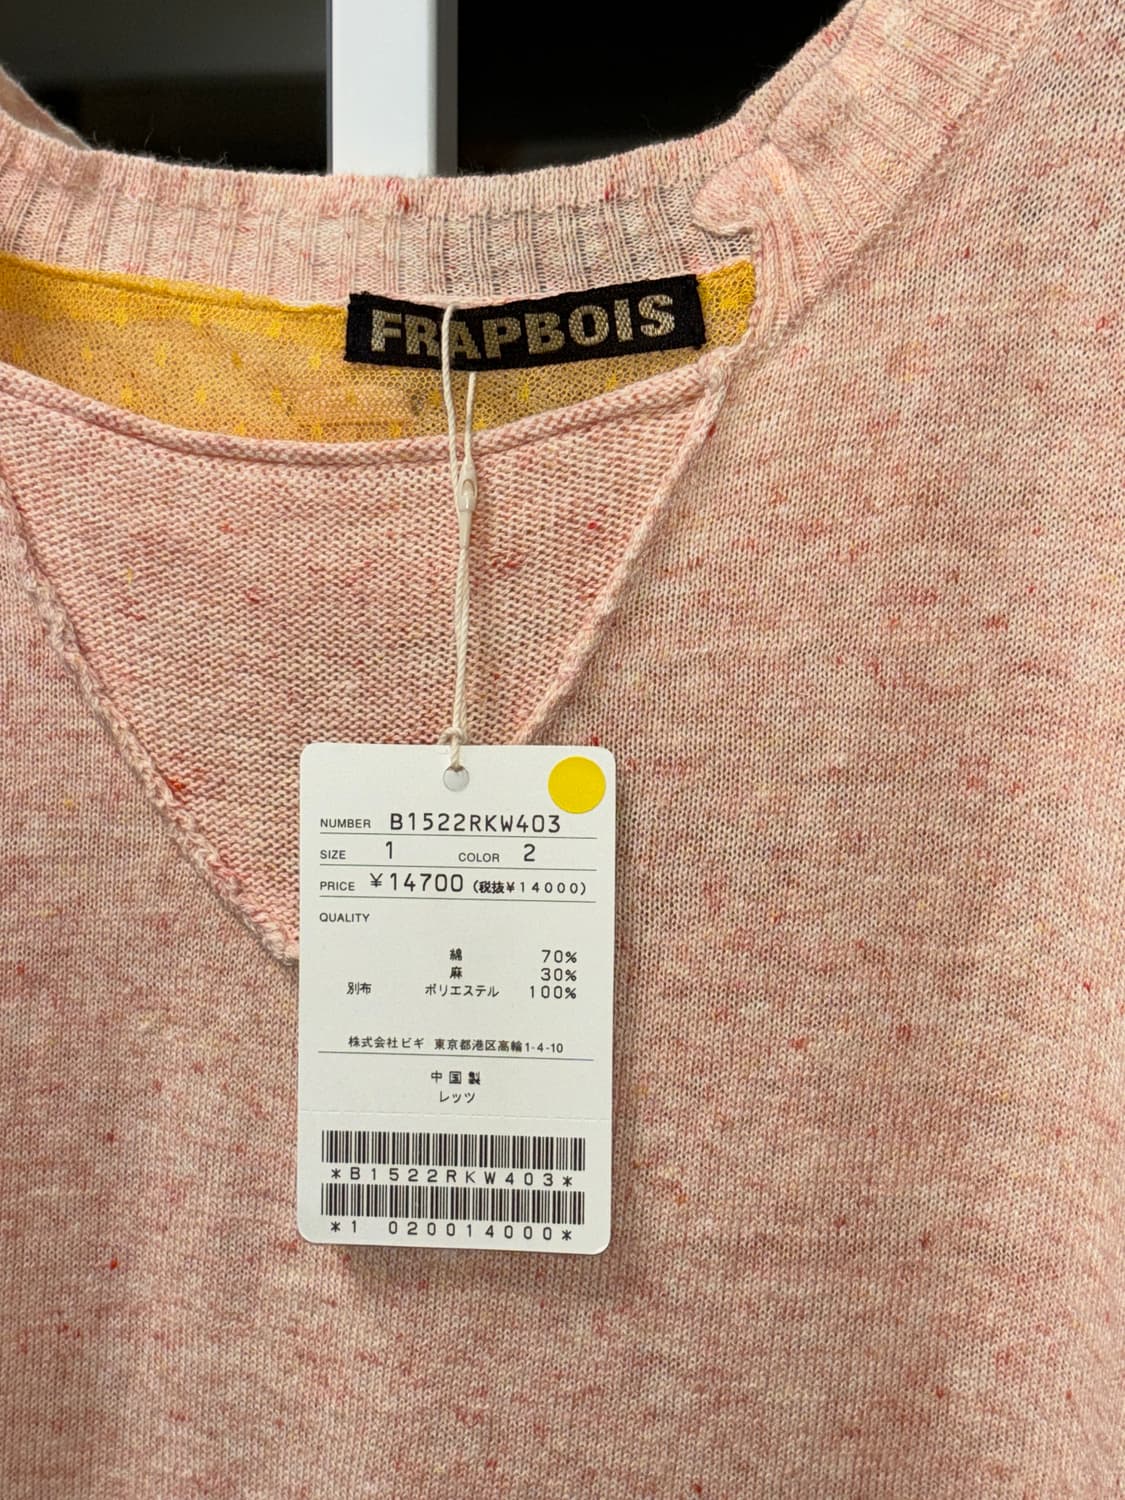 FRAPBOIS
NUMBER B1522RKW403
SIZE 1 COLOR 2
PRICE ¥14700 (税抜¥14000)
QUALITY
綿 70%
麻 30%
別布 ポリエステル 100%
株式会社ビギ 東京都港区高輪1-4-10
中国製
レッツ
*B1522RKW403*
*1 020014000*